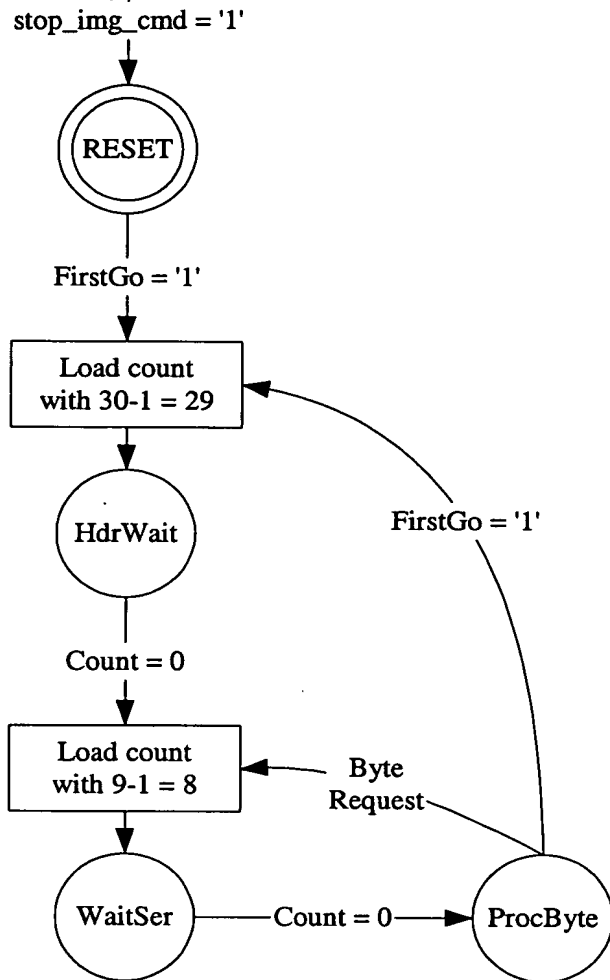 stop_img_cmd = '1'
RESET
FirstGo = '1'
Load count
with 30-1 = 29
HdrWait
FirstGo = '1'
Count = 0
Load count
with 9-1 = 8
Byte
Request
WaitSer
Count = 0
ProcByte